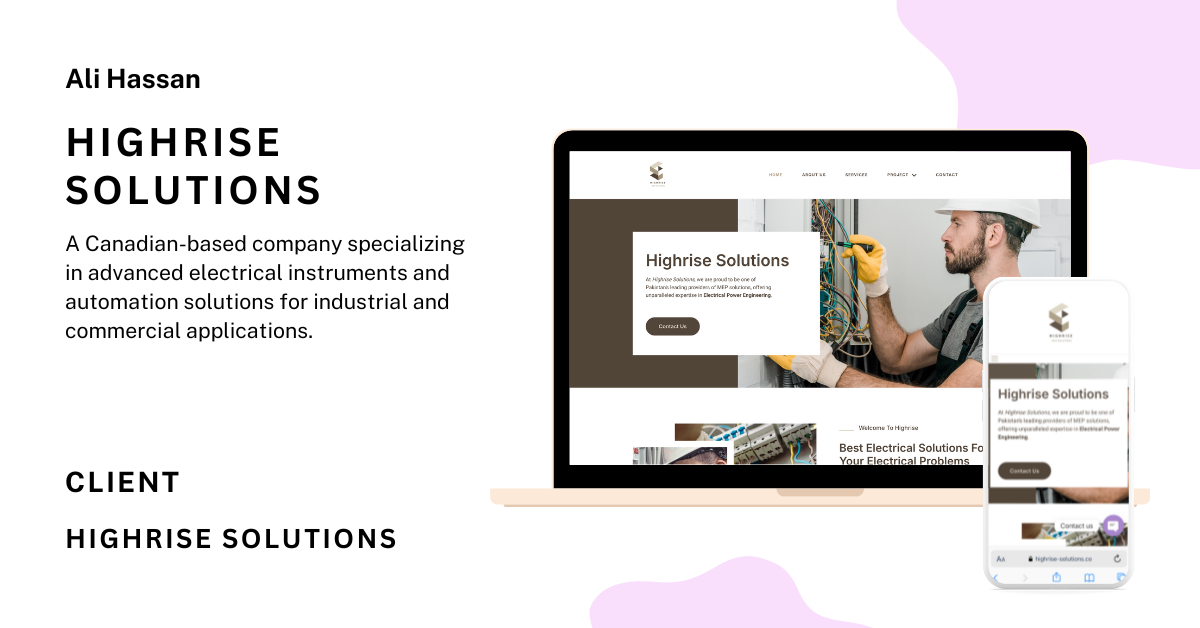 Ali Hassan
HIGHRISE
SOLUTIONS
A Canadian-based company specializing
in advanced electrical instruments and
automation solutions for industrial and
commercial applications.
CLIENT
HIGHRISE SOLUTIONS
HIGHRISE
HOME ABOUT US SERVICES PROJECT CONTACT
Highrise Solutions
At Highrise Solutions, we are proud to be one of
Pakistan's leading providers of MEP solutions, offering
unparalleled expertise in Electrical Power Engineering.
Contact Us
Welcome To Highrise
Best Electrical Solutions Fo
Your Electrical Problems
HIGHRISE
Highrise Solutions
At Highrise Solutions, we are proud to be one of
Pakistan's leading providers of MEP solutions,
offering unparalleled expertise in Electrical Power
Engineering.
Contact Us
Contact us
AA highrise-solutions.co